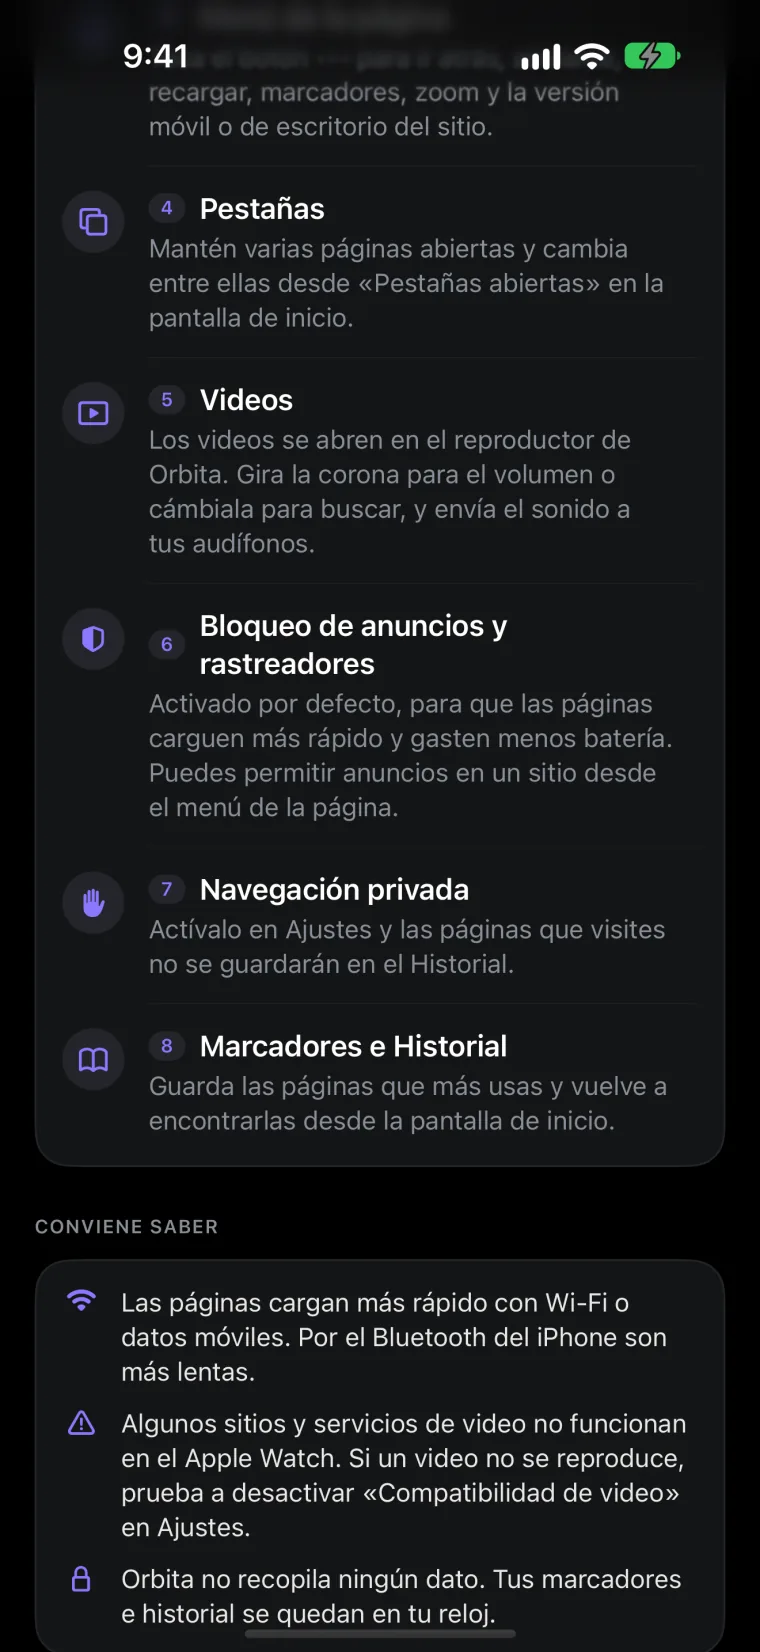 9:41
recargar, marcadores, zoom y la versión
móvil o de escritorio del sitio.
4 Pestañas
Mantén varias páginas abiertas y cambia
entre ellas desde «Pestañas abiertas» en la
pantalla de inicio.
5 Videos
Los videos se abren en el reproductor de
Orbita. Gira la corona para el volumen o
cámbiala para buscar, y envía el sonido a
tus audífonos.
6 Bloqueo de anuncios y
rastreadores
Activado por defecto, para que las páginas
carguen más rápido y gasten menos batería.
Puedes permitir anuncios en un sitio desde
el menú de la página.
7 Navegación privada
Actívalo en Ajustes y las páginas que visites
no se guardarán en el Historial.
8 Marcadores e Historial
Guarda las páginas que más usas y vuelve a
encontrarlas desde la pantalla de inicio.
CONVIENE SABER
Las páginas cargan más rápido con Wi-Fi o
datos móviles. Por el Bluetooth del iPhone son
más lentas.
Algunos sitios y servicios de video no funcionan
en el Apple Watch. Si un video no se reproduce,
prueba a desactivar «Compatibilidad de video»
en Ajustes.
Orbita no recopila ningún dato. Tus marcadores
e historial se quedan en tu reloj.